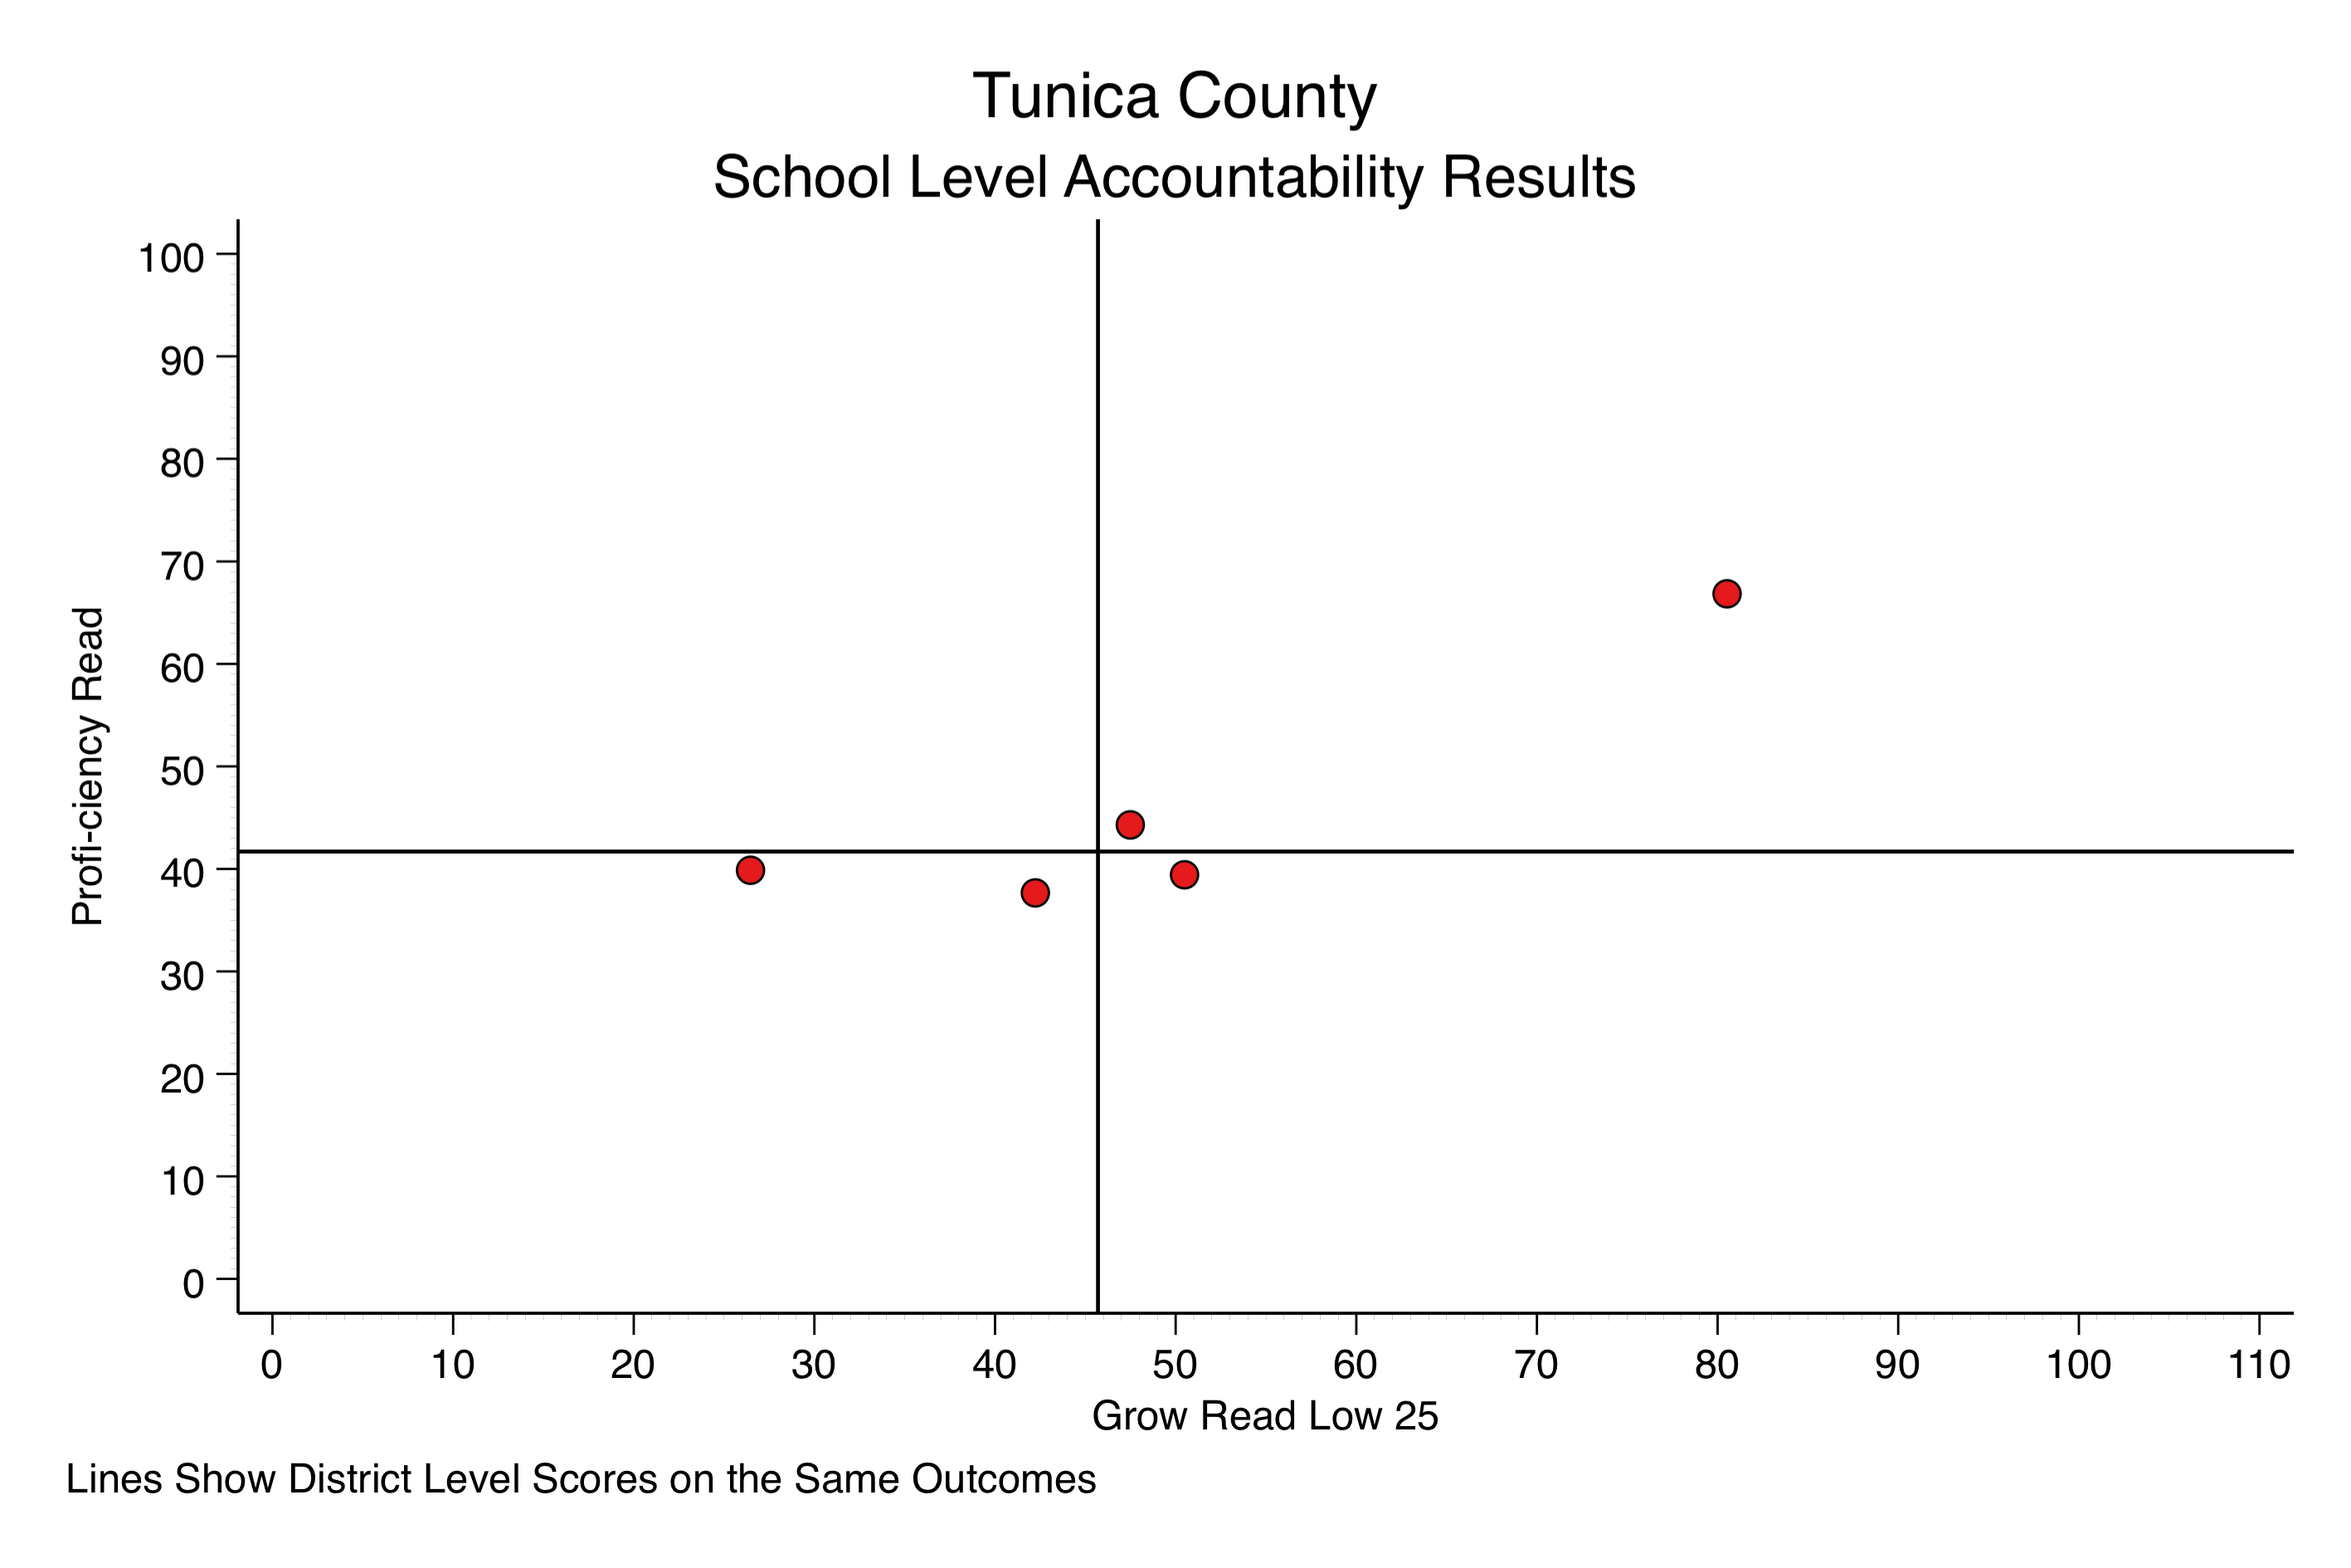 Tunica County
School Level Accountability Results
Profi-ciency Read
100
90
80
70
60
50
40
30
20
10
0
0 10 20 30 40 50 60 70 80 90 100 110
Grow Read Low 25
Lines Show District Level Scores on the Same Outcomes